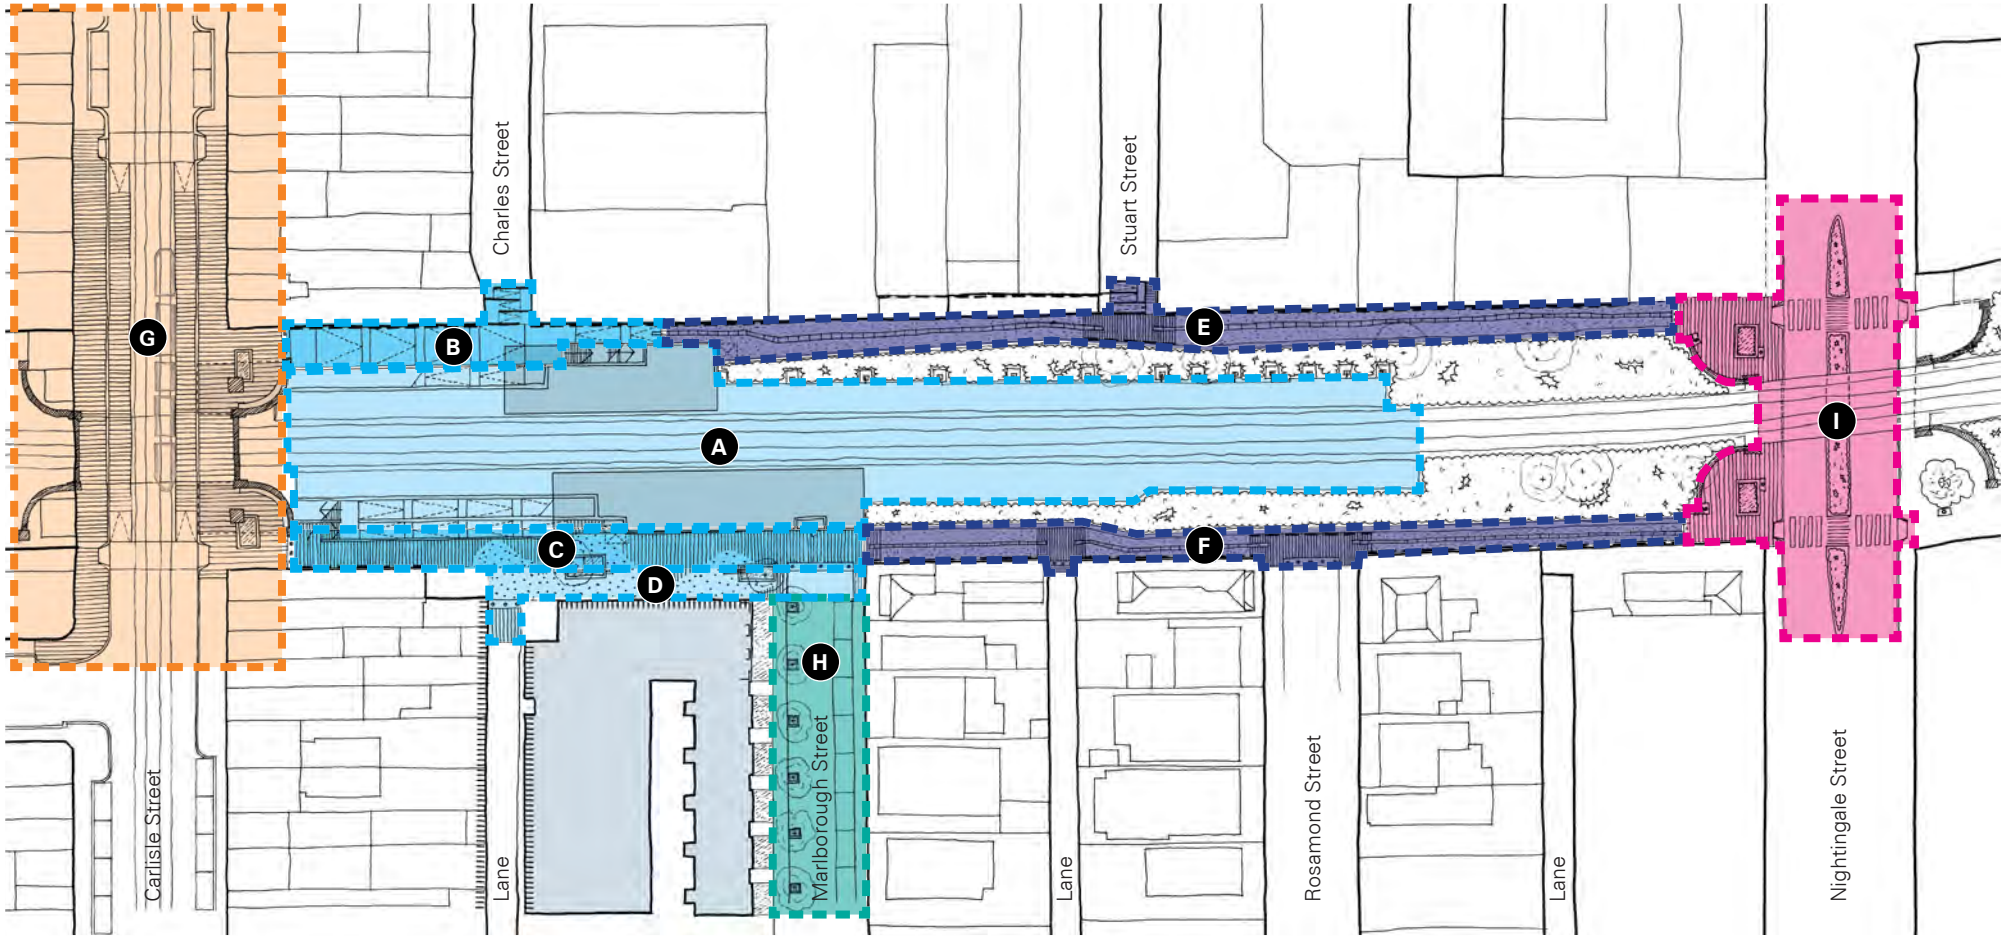 Charles Street
Stuart Street
G
B
E
A
I
C
F
D
H
Carlisle Street
Lane
Marlborough Street
Lane
Rosamond Street
Lane
Nightingale Street